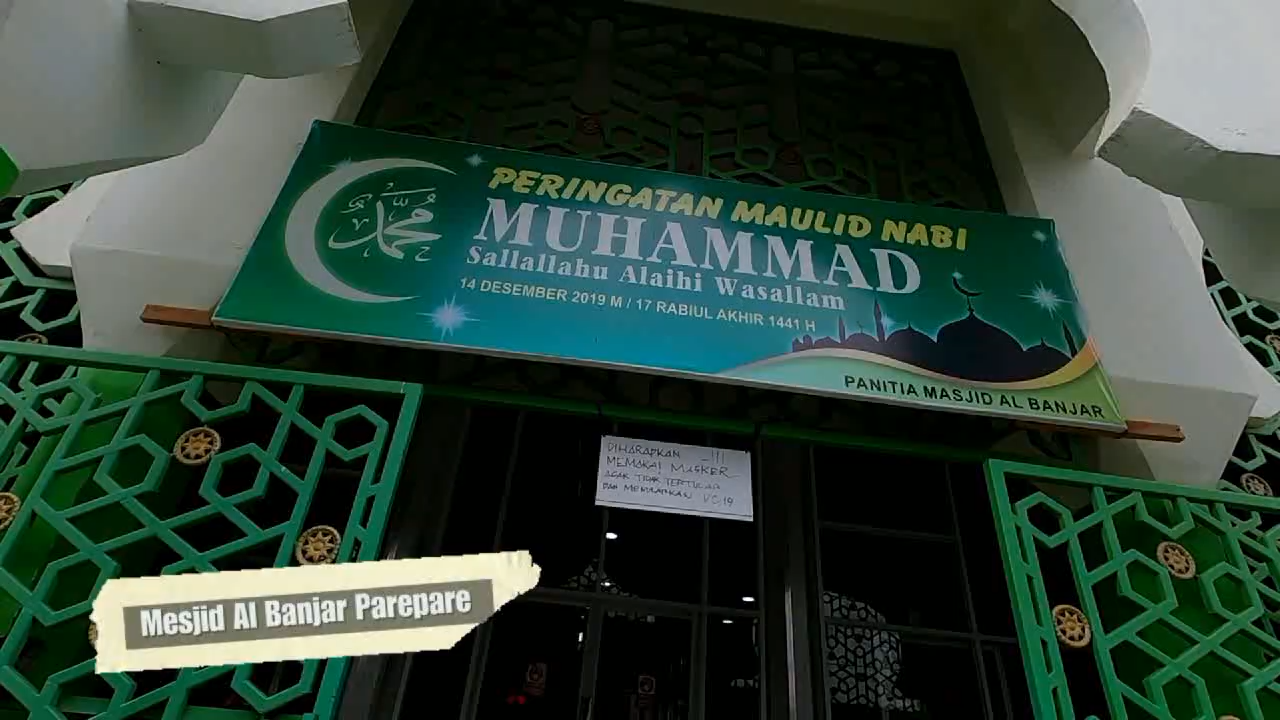 محمد
PERINGATAN MAULID NABI
MUHAMMAD
Sallallahu Alaihi Wasallam
14 DESEMBER 2019 M / 17 RABIUL AKHIR 1441 H
PANITIA MASJID AL BANJAR
DIHARAPKAN
MEMAKAI MASKER
AGAR TIDAK TERTULAR
DAN MENULARKAN VC19
Mesjid Al Banjar Parepare